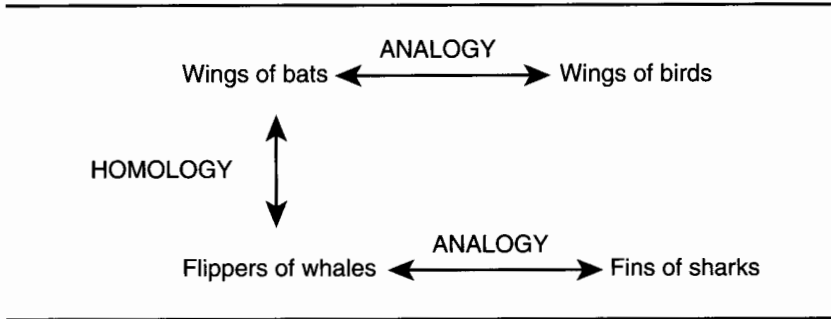 ANALOGY
Wings of bats Wings of birds
HOMOLOGY
ANALOGY
Flippers of whales Fins of sharks